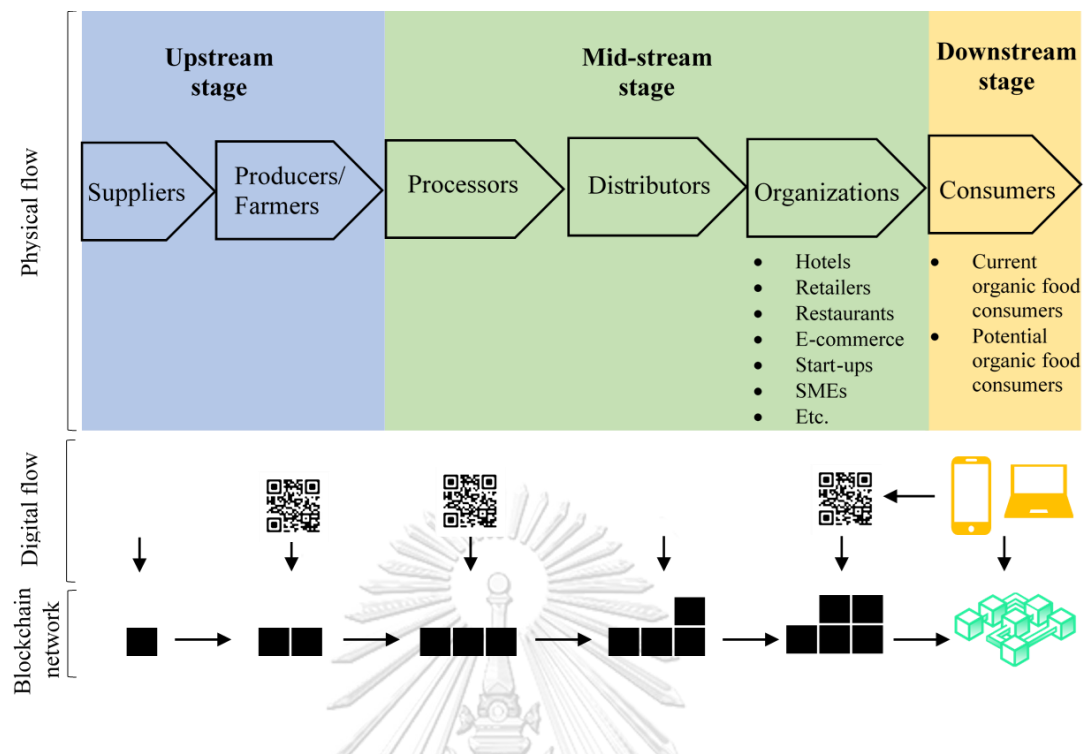 Upstream
stage
Mid-stream
stage
Downstream
stage
Physical flow
Suppliers
Producers/
Farmers
Processors
Distributors
Organizations
Consumers
• Hotels
• Retailers
• Restaurants
• E-commerce
• Start-ups
• SMEs
• Etc.
• Current
organic food
consumers
• Potential
organic food
consumers
Digital flow
Blockchain
network